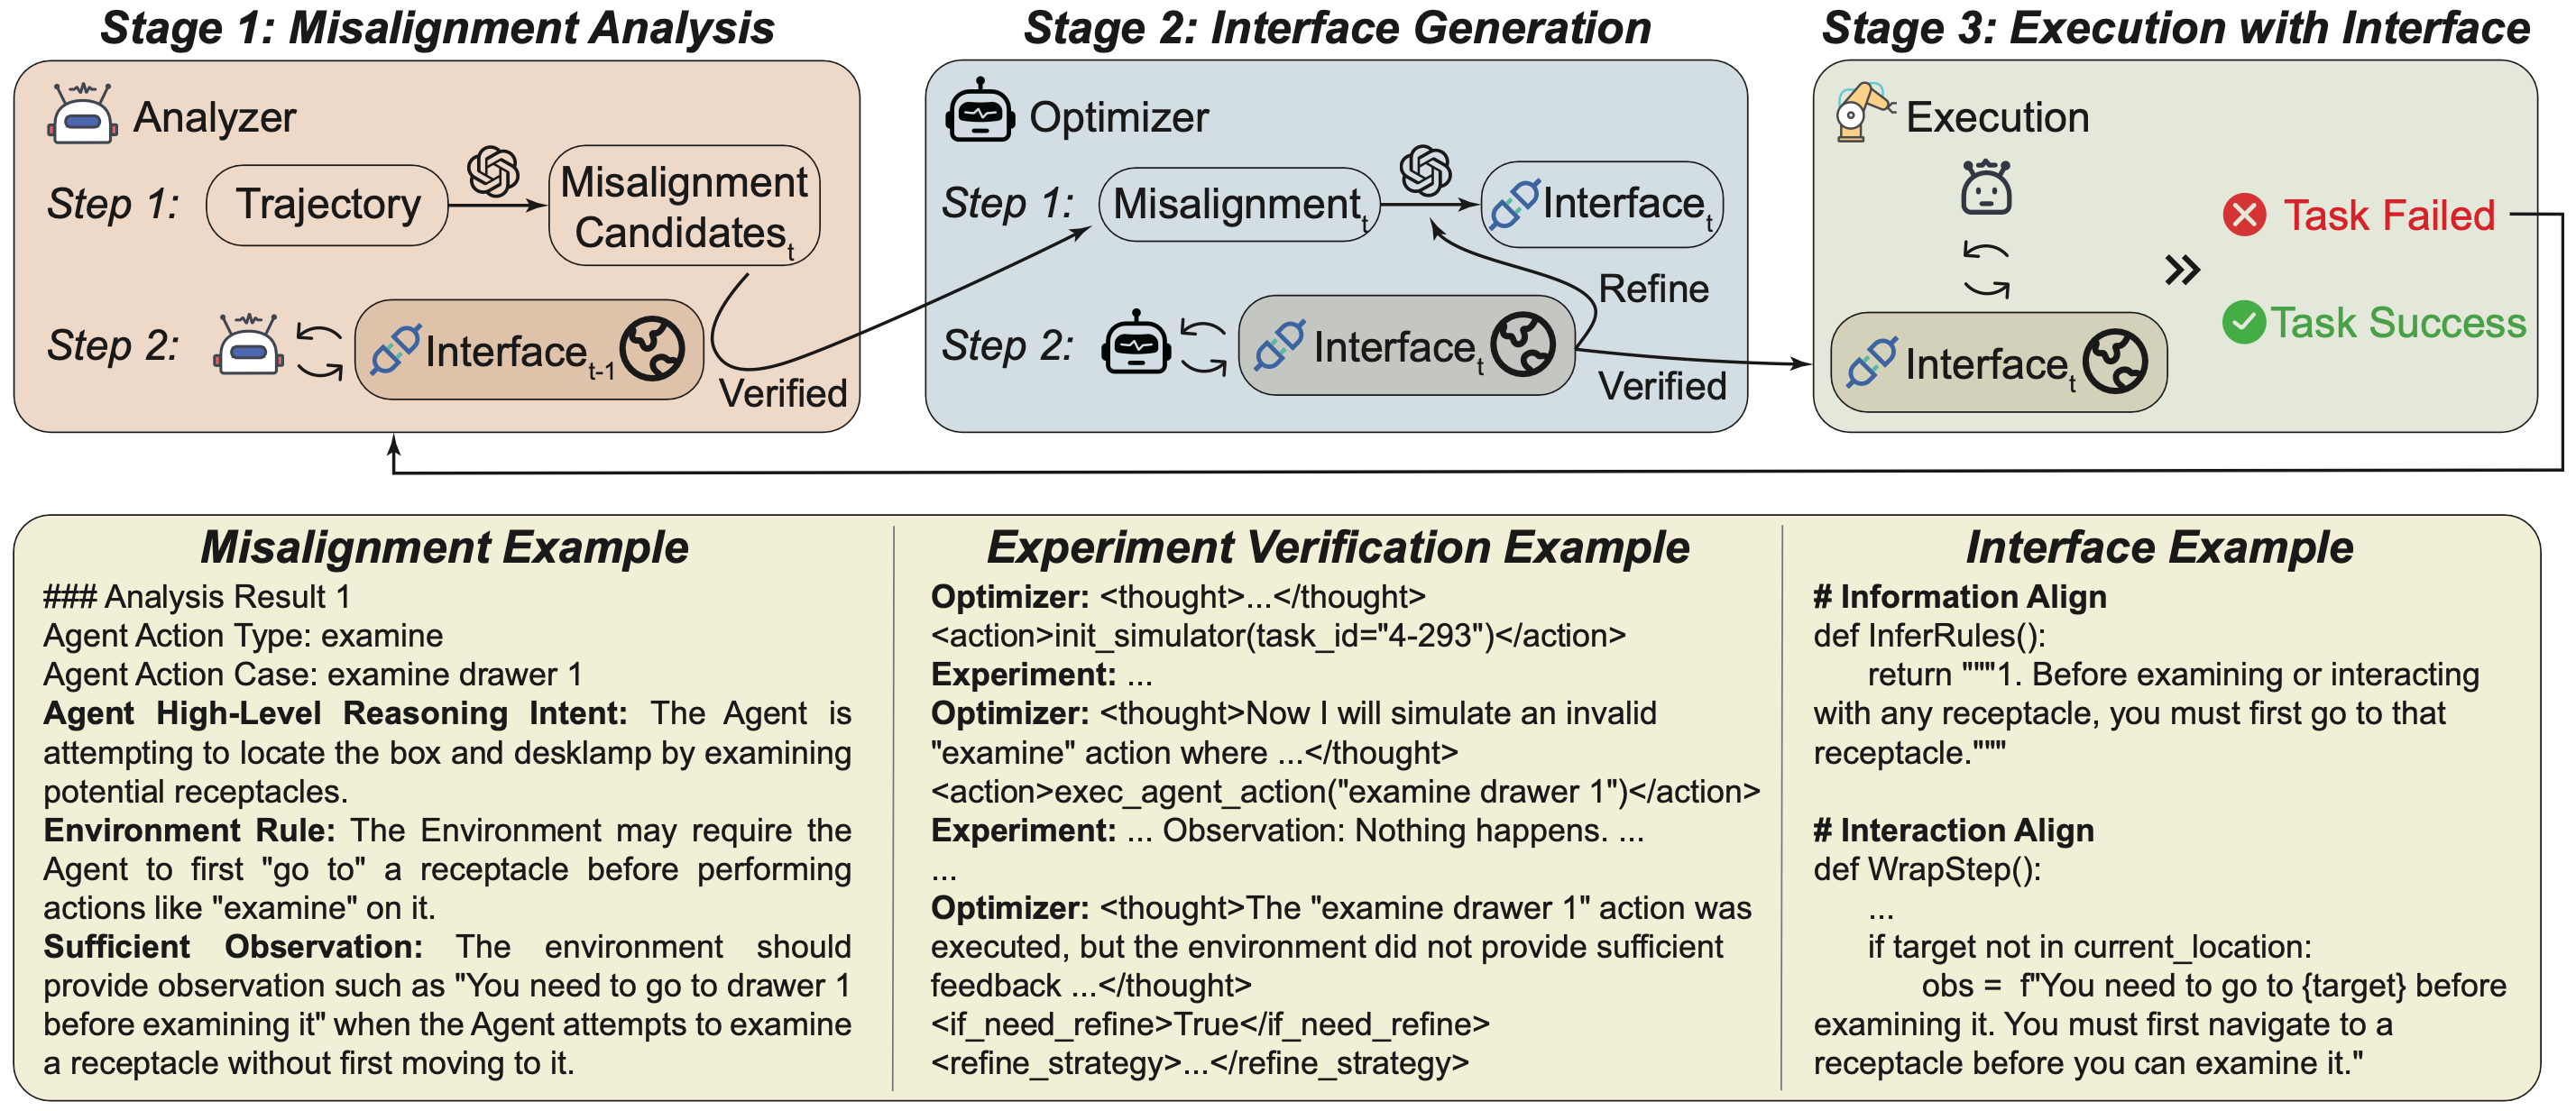 Stage 1: Misalignment Analysis
Analyzer
Step 1:
Trajectory
Misalignment
Candidates t
Step 2:
Interface t-1
Verified
Stage 2: Interface Generation
Optimizer
Step 1:
Misalignment t
Interface t
Refine
Step 2:
Interface t
Verified
Stage 3: Execution with Interface
Execution
Task Failed
Task Success
Interface t
Misalignment Example
### Analysis Result 1
Agent Action Type: examine
Agent Action Case: examine drawer 1
Agent High-Level Reasoning Intent: The Agent is
attempting to locate the box and desklamp by examining
potential receptacles.
Environment Rule: The Environment may require the
Agent to first "go to" a receptacle before performing
actions like "examine" on it.
Sufficient Observation: The environment should
provide observation such as "You need to go to drawer 1
before examining it" when the Agent attempts to examine
a receptacle without first moving to it.
Experiment Verification Example
Optimizer: <thought>...</thought>
<action>init_simulator(task_id="4-293")</action>
Experiment: ...
Optimizer: <thought>Now I will simulate an invalid
"examine" action where ...</thought>
<action>exec_agent_action("examine drawer 1")</action>
Experiment: ... Observation: Nothing happens. ...
...
Optimizer: <thought>The "examine drawer 1" action was
executed, but the environment did not provide sufficient
feedback ...</thought>
<if_need_refine>True</if_need_refine>
<refine_strategy>...</refine_strategy>
Interface Example
# Information Align
def InferRules():
return """1. Before examining or interacting
with any receptacle, you must first go to that
receptacle."""
# Interaction Align
def WrapStep():
...
if target not in current_location:
obs = f"You need to go to {target} before
examining it. You must first navigate to a
receptacle before you can examine it."